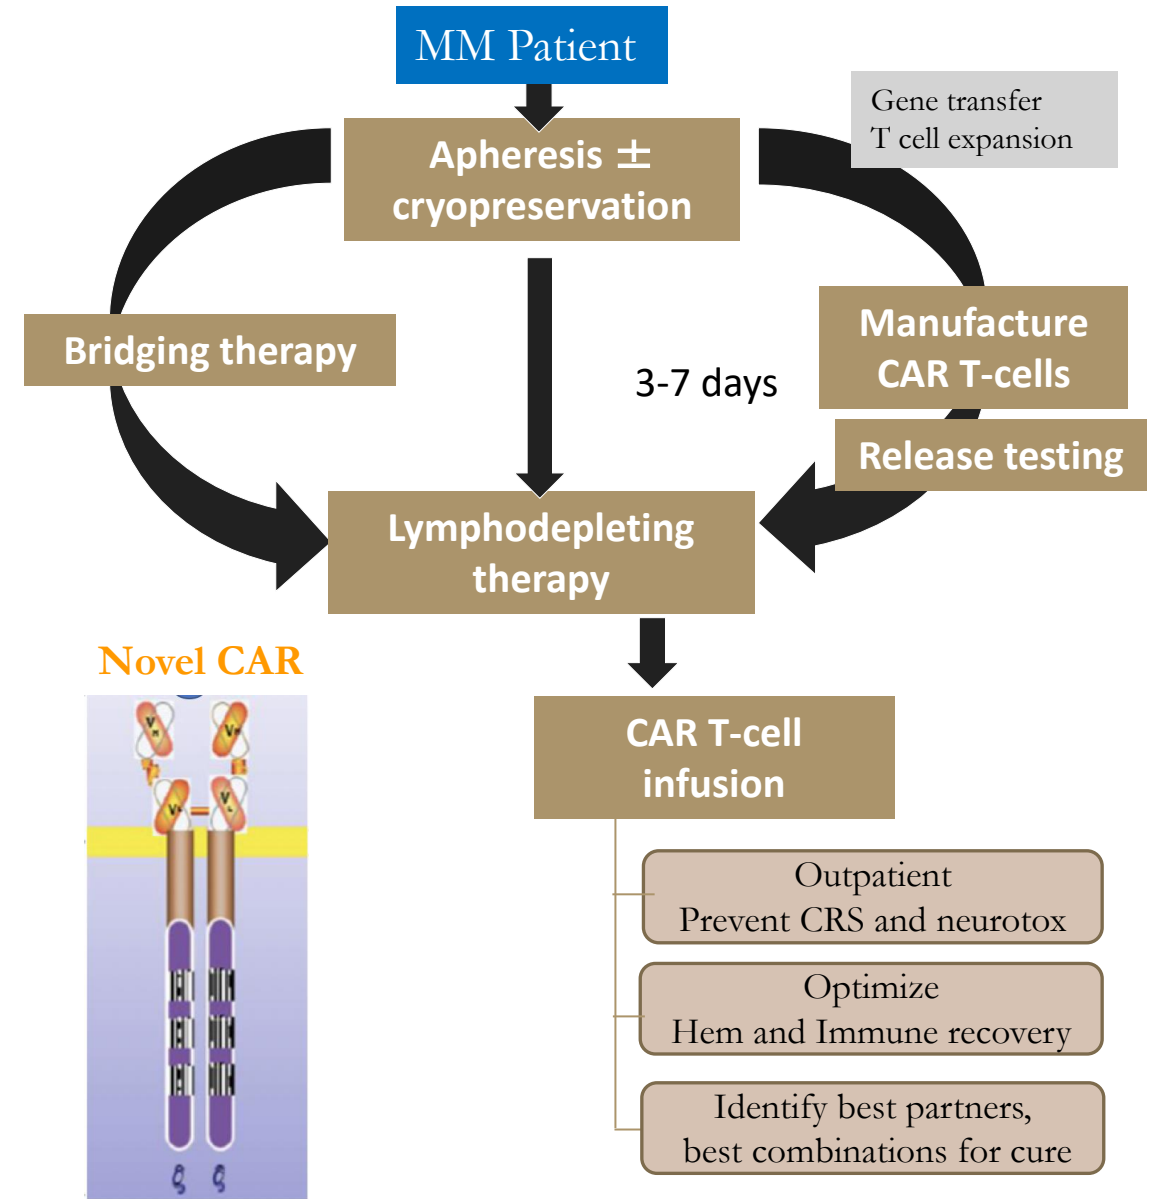 MM Patient
Gene transfer
T cell expansion
Apheresis ±
cryopreservation
Bridging therapy
3-7 days
Manufacture
CAR T-cells
Release testing
Lymphodepleting
therapy
Novel CAR
CAR T-cell
infusion
Outpatient
Prevent CRS and neurotox
Optimize
Hem and Immune recovery
Identify best partners,
best combinations for cure